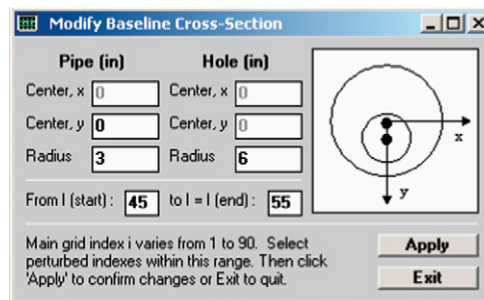 Modify Baseline Cross-Section
Pipe (in) Hole (in)
Center, x 0 Center, x 0
Center, y 0 Center, y 0
Radius 3 Radius 6
x
y
From I (start) : 45 to I = I (end) : 55
Main grid index i varies from 1 to 90. Select
perturbed indexes within this range. Then click
'Apply' to confirm changes or Exit to quit.
Apply
Exit